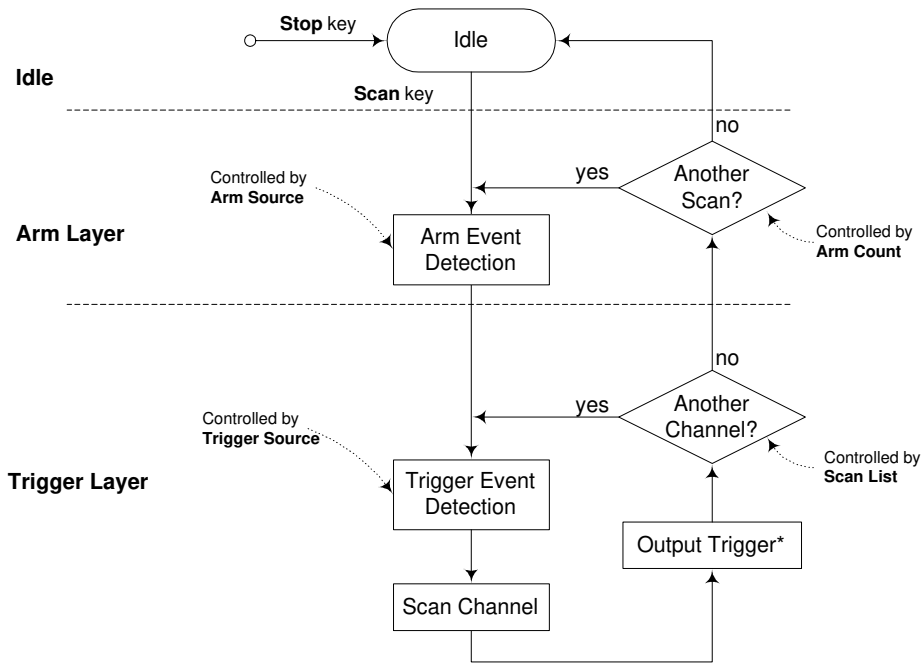 Stop key
Idle
Idle
Scan key
no
Controlled by
Arm Source
yes
Another
Scan?
Arm Layer
Arm Event
Detection
Controlled by
Arm Count
no
Controlled by
Trigger Source
yes
Another
Channel?
Trigger Layer
Trigger Event
Detection
Controlled by
Scan List
Output Trigger*
Scan Channel